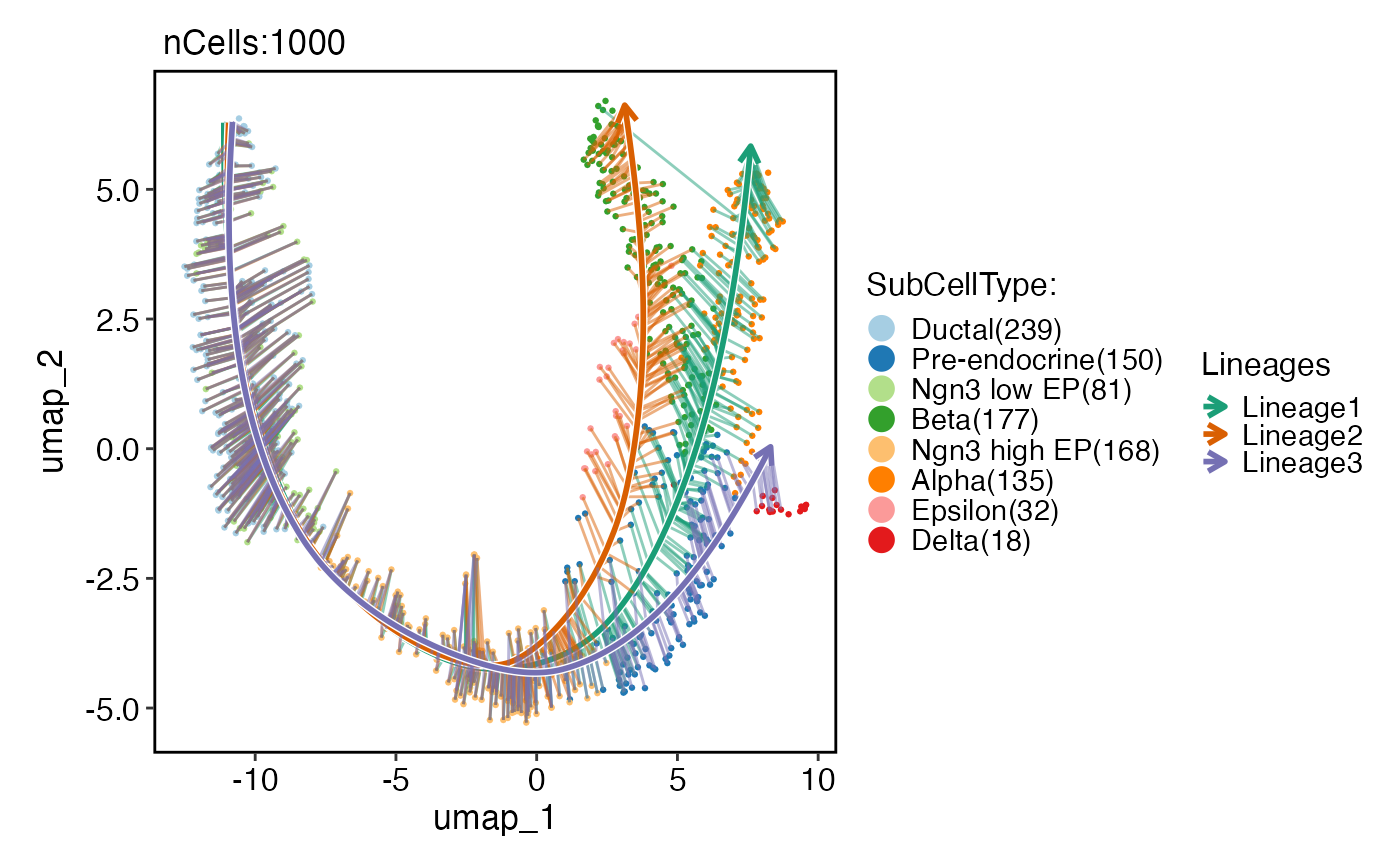 nCells:1000
umap_2
5.0
2.5
0.0
-2.5
-5.0
-10
-5
0
5
10
umap_1
SubCellType:
Ductal(239)
Pre-endocrine(150)
Ngn3 low EP(81)
Beta(177)
Ngn3 high EP(168)
Alpha(135)
Epsilon(32)
Delta(18)
Lineages
Lineage1
Lineage2
Lineage3